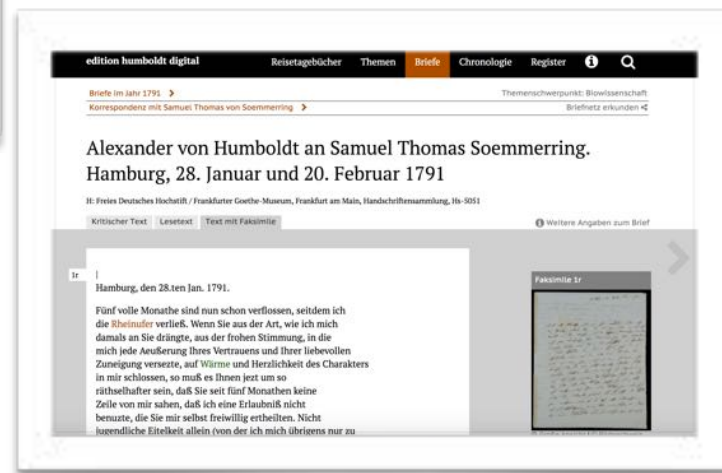 edition humboldt digital Reisetagebücher Themen Briefe Chronologie Register
Briefe im Jahr 1791 Themenschwerpunkt: Biowissenschaft
Korrespondenz mit Samuel Thomas von Soemmerring Briefnetz erkunden
Alexander von Humboldt an Samuel Thomas Soemmerring.
Hamburg, 28. Januar und 20. Februar 1791
H: Freies Deutsches Hochstift / Frankfurter Goethe-Museum, Frankfurt am Main, Handschriftensammlung, Hs-5051
Kritischer Text Lesetext Text mit Faksimile Weitere Angaben zum Brief
1r |
Faksimile 1r
Hamburg, den 28.ten Jan. 1791.
Fünf volle Monathe sind nun schon verflossen, seitdem ich
die Rheinufer verließ. Wenn Sie aus der Art, wie ich mich
damals an Sie drängte, aus der frohen Stimmung, in die
mich jede Aeußerung Ihres Vertrauens und Ihrer liebevollen
Zuneigung versezte, auf Wärme und Herzlichkeit des Charakters
in mir schlossen, so muß es Ihnen jezt um so
räthselhafter sein, daß Sie seit fünf Monathen keine
Zeile von mir sahen, daß ich eine Erlaubniß nicht
benuzte, die Sie mir selbst freiwillig ertheilten. Nicht
jugendliche Eitelkeit allein (von der ich mich übrigens nur zu